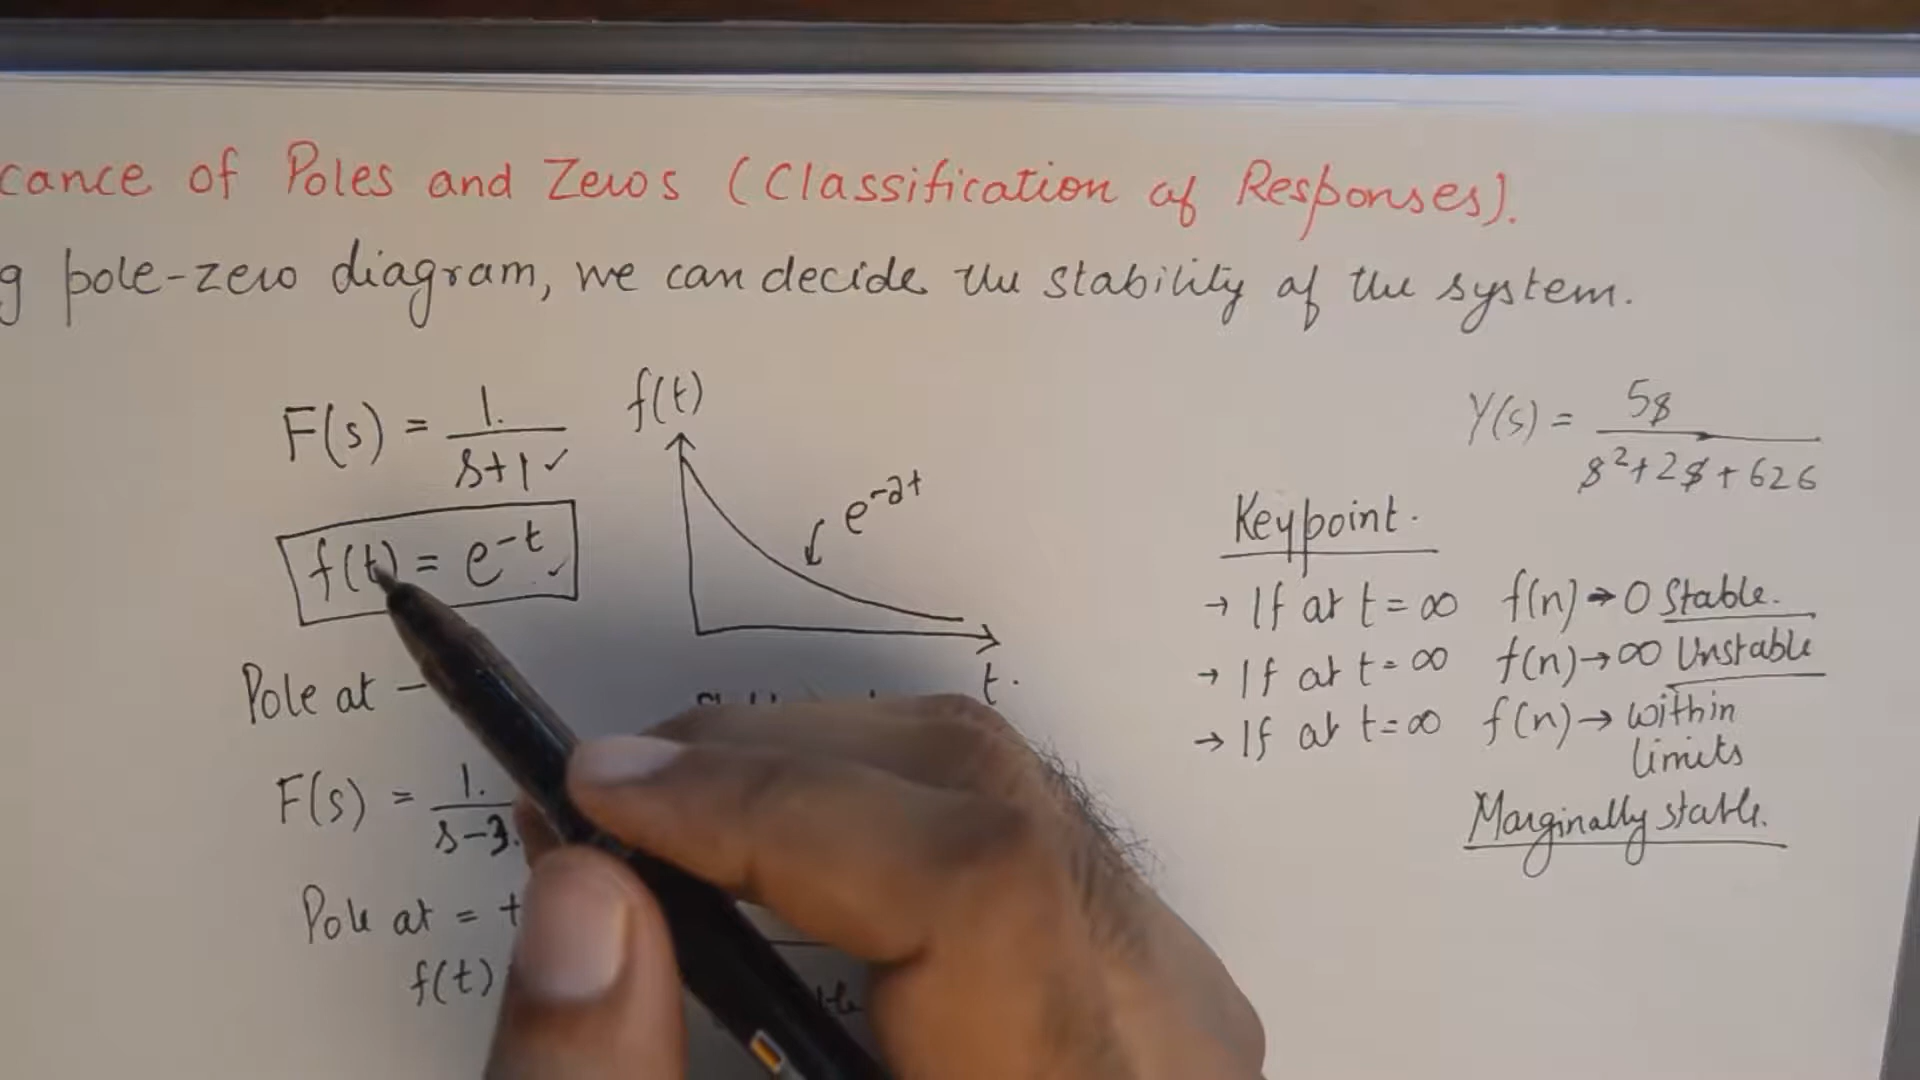 cance of Poles and Zeros (Classification of Responses).
g pole-zero diagram, we can decide the stability of the system.
F(s) = 1. / s+1 ✓
f(t) = e^-t ✓
Pole at -
F(s) = 1. / s-3.
Pole at = +
f(t)
f(t)
e^-at
t.
Y(s) = 5s / s^2+2s+626
Keypoint.
→ If at t=∞ f(n)→0 Stable.
→ If at t=∞ f(n)→∞ Unstable
→ If at t=∞ f(n)→ within
limits
Marginally stable.